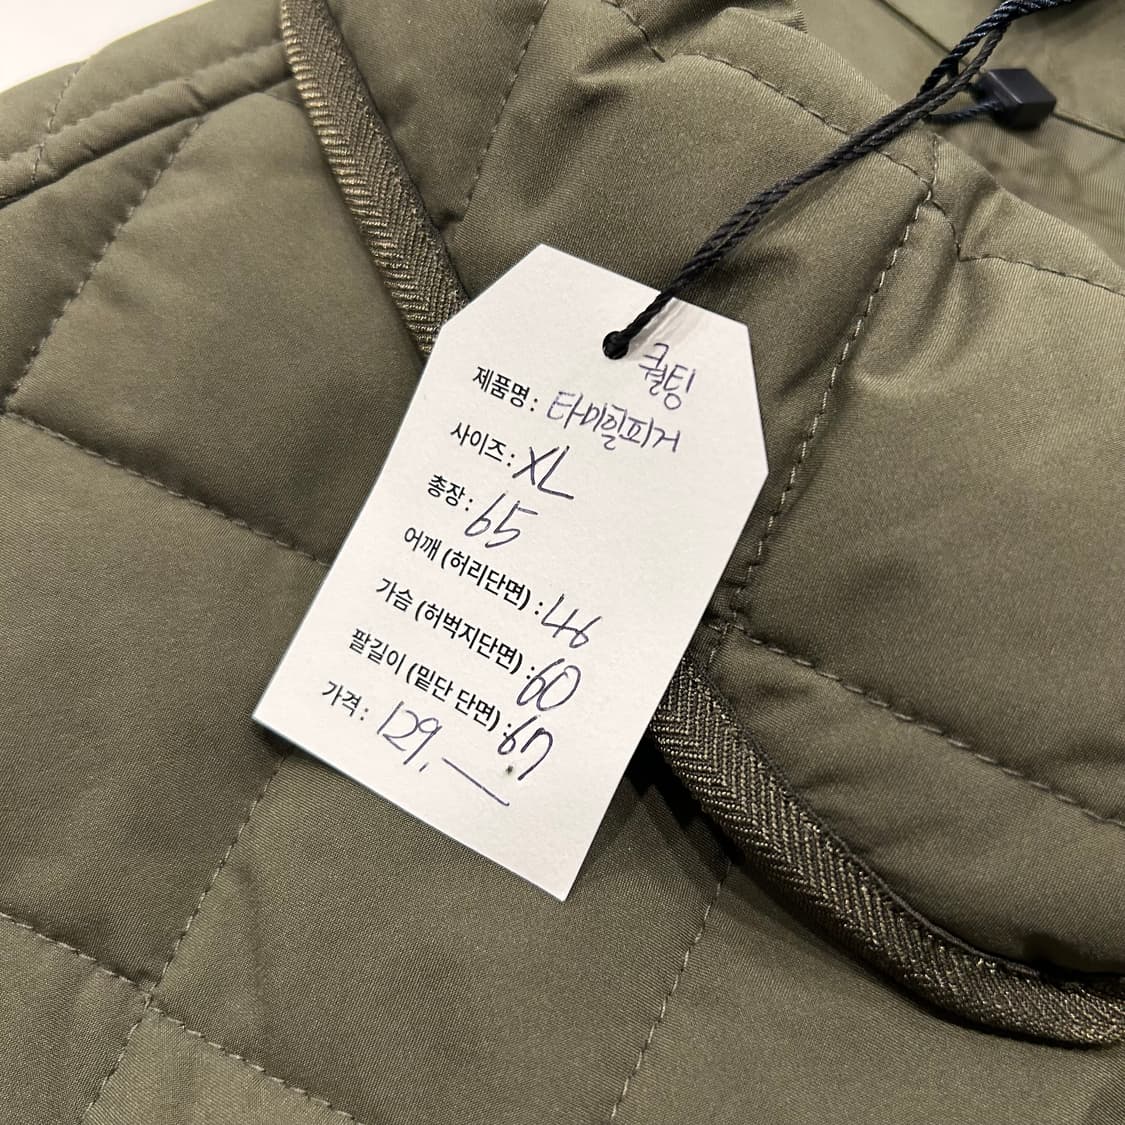 퀼팅
제품명: 타미힐피거
사이즈: XL
총장: 65
어깨 (허리단면) : 46
가슴 (허벅지단면) : 60
팔길이 (밑단 단면) : 67
가격: 129,—